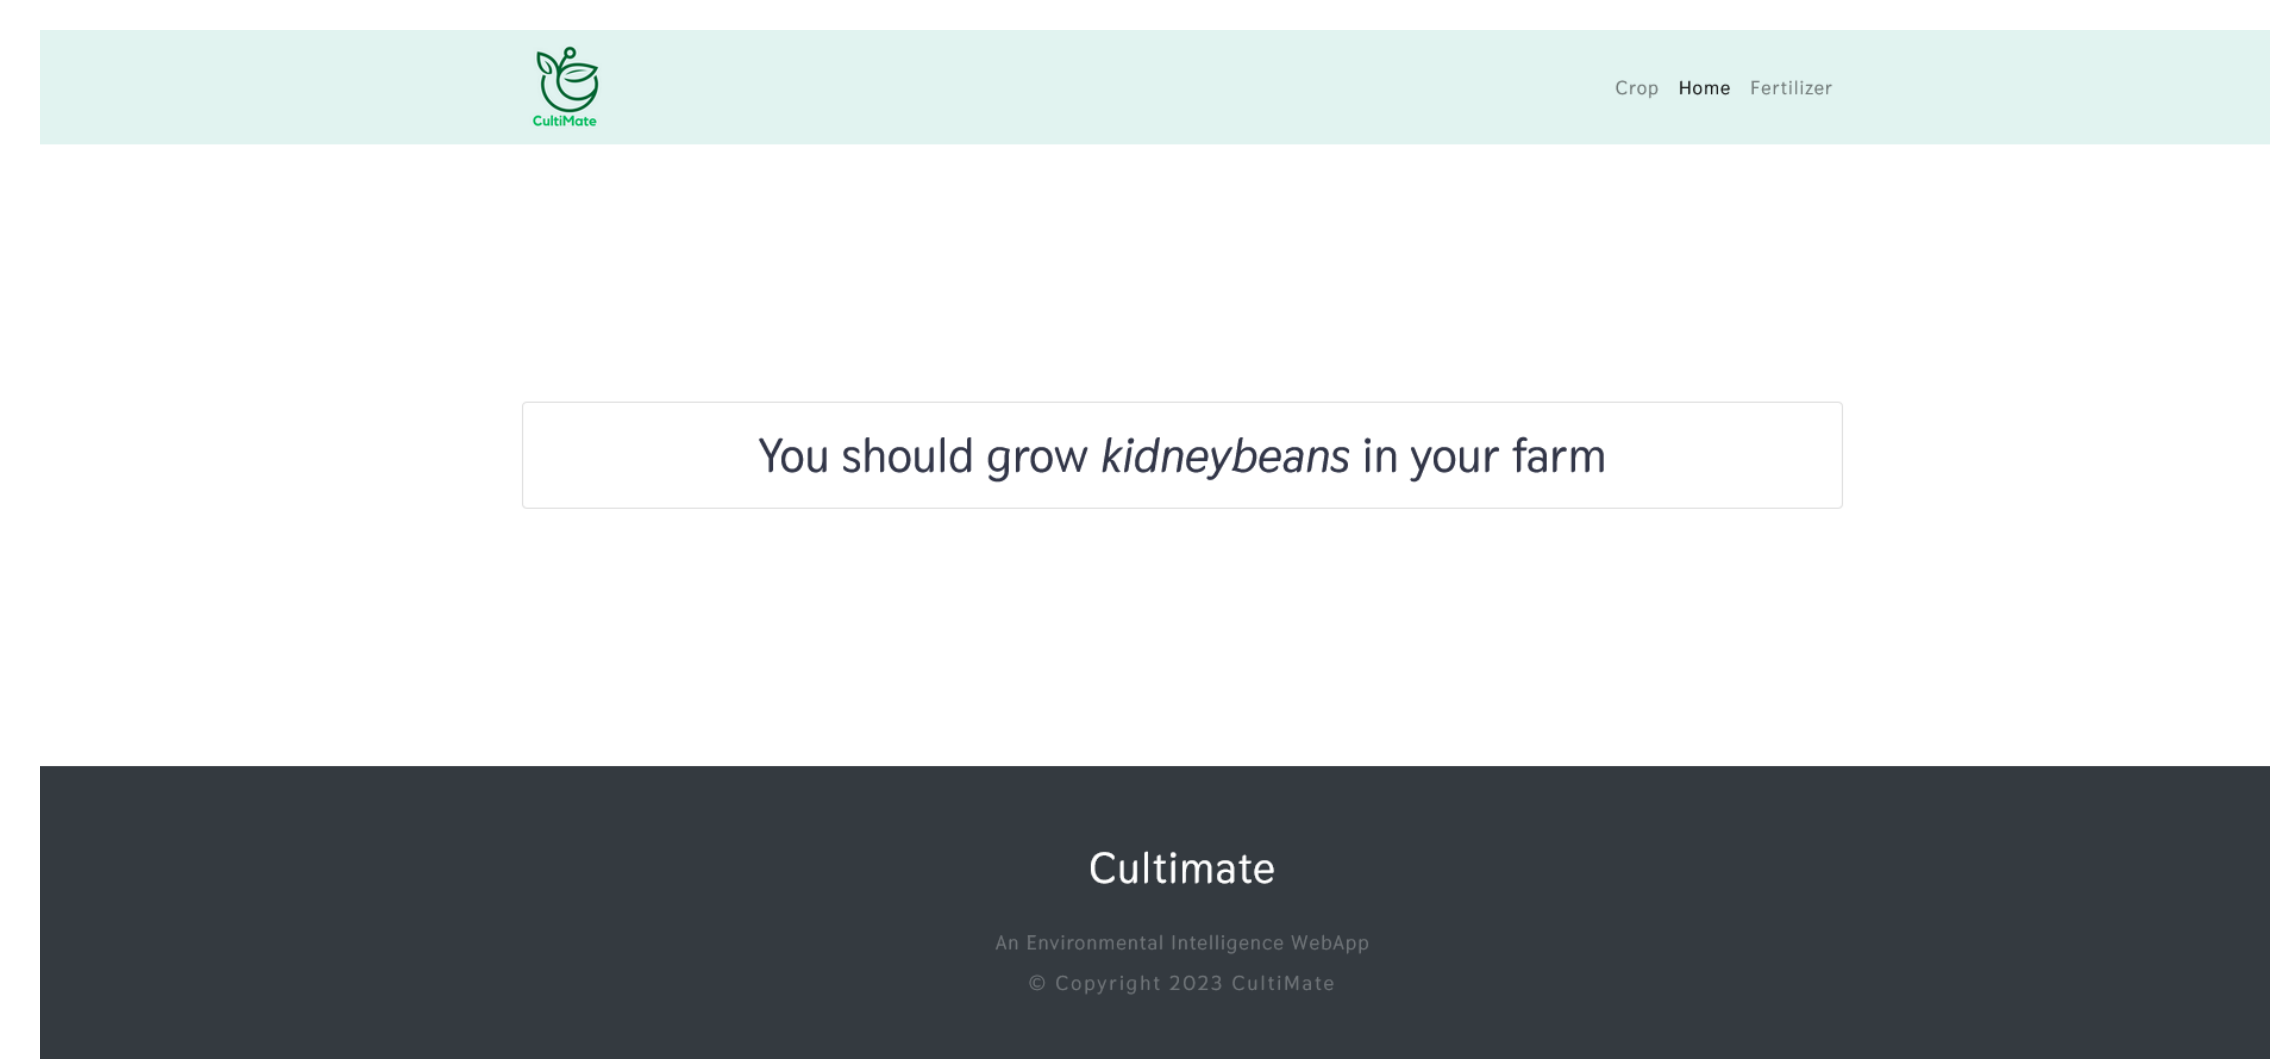 CultiMate
Crop Home Fertilizer
You should grow kidneybeans in your farm
Cultimate
An Environmental Intelligence WebApp
© Copyright 2023 CultiMate